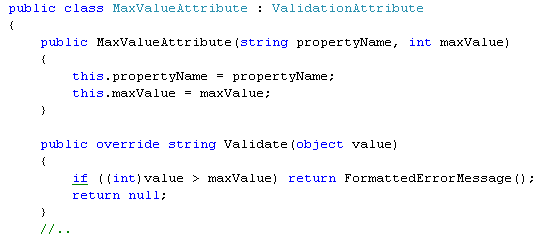 public class MaxValueAttribute : ValidationAttribute
{
    public MaxValueAttribute(string propertyName, int maxValue)
    {
        this.propertyName = propertyName;
        this.maxValue = maxValue;
    }

    public override string Validate(object value)
    {
        if ((int)value > maxValue) return FormattedErrorMessage();
        return null;
    }
    //..